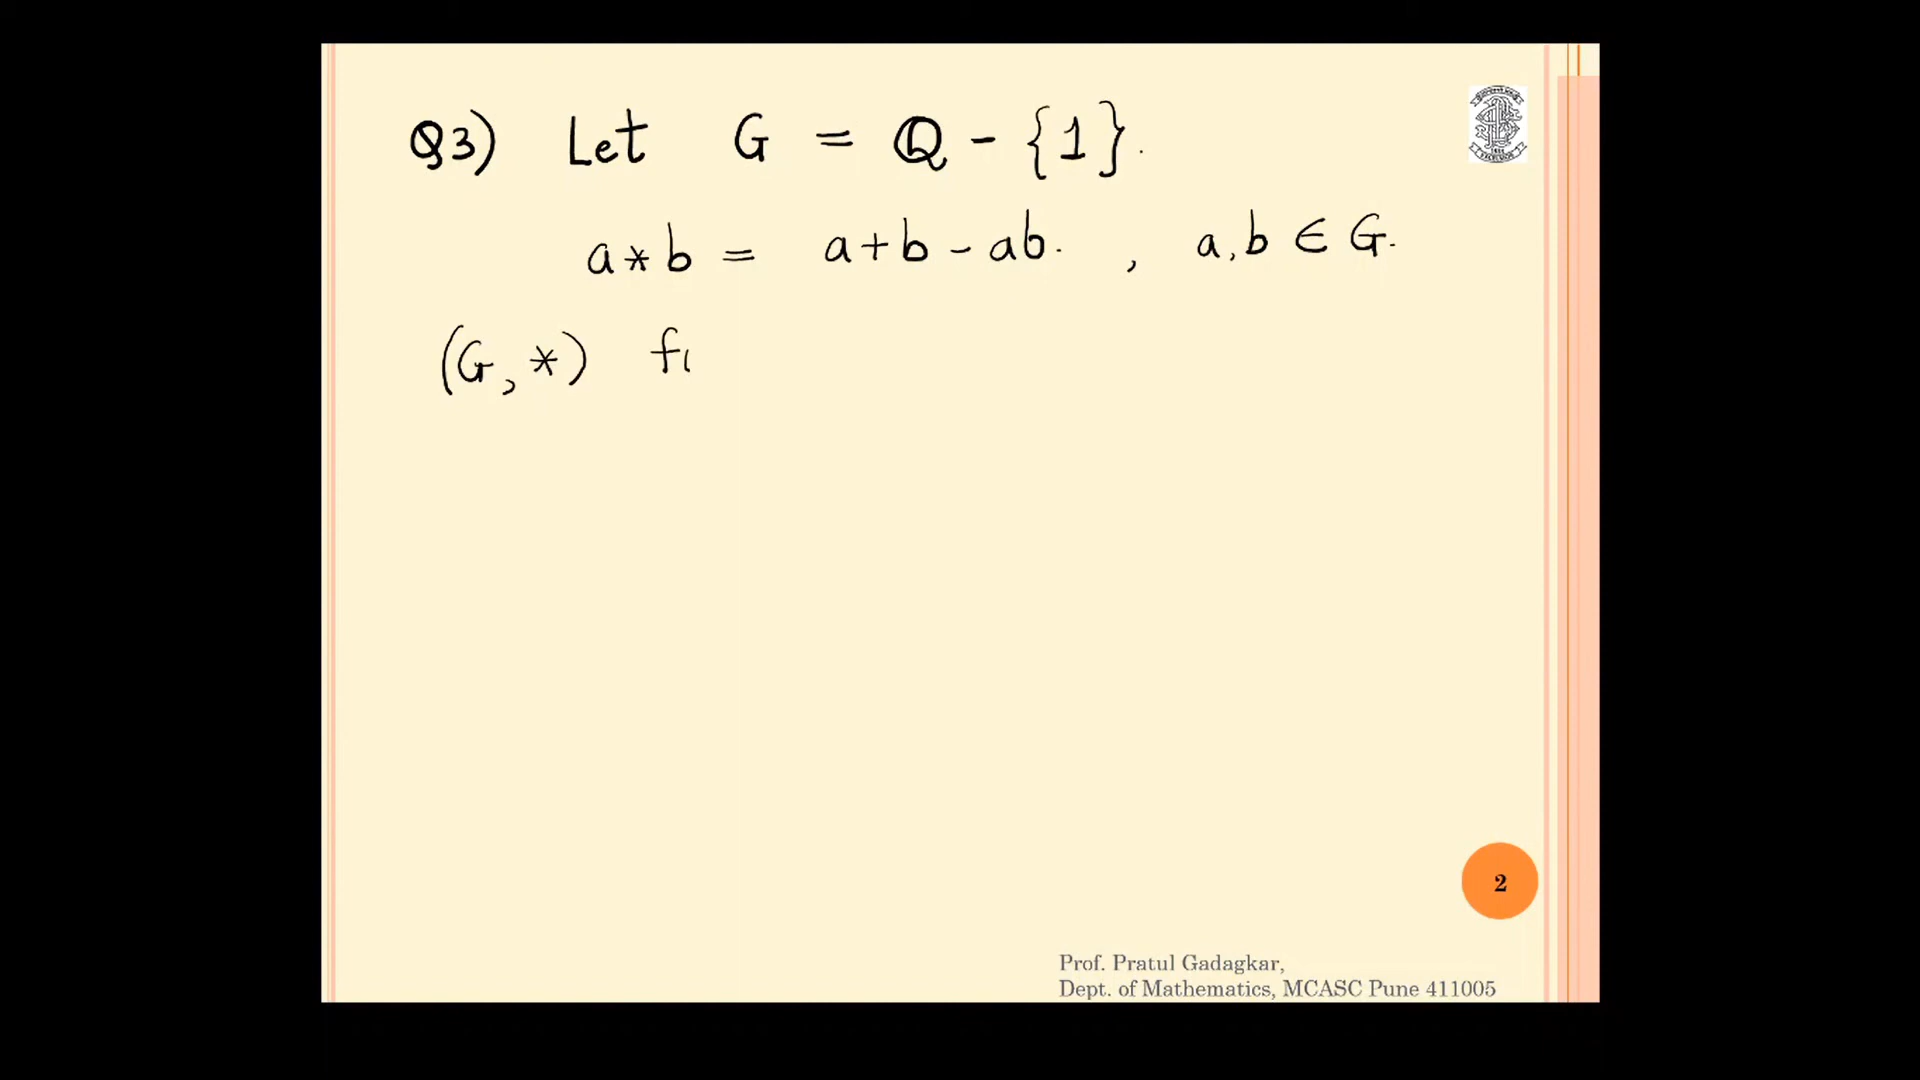 Q3) Let G = ℚ - {1}.
a * b = a + b - ab. , a, b ∈ G.
(G, *) f
2
Prof. Pratul Gadagkar,
Dept. of Mathematics, MCASC Pune 411005